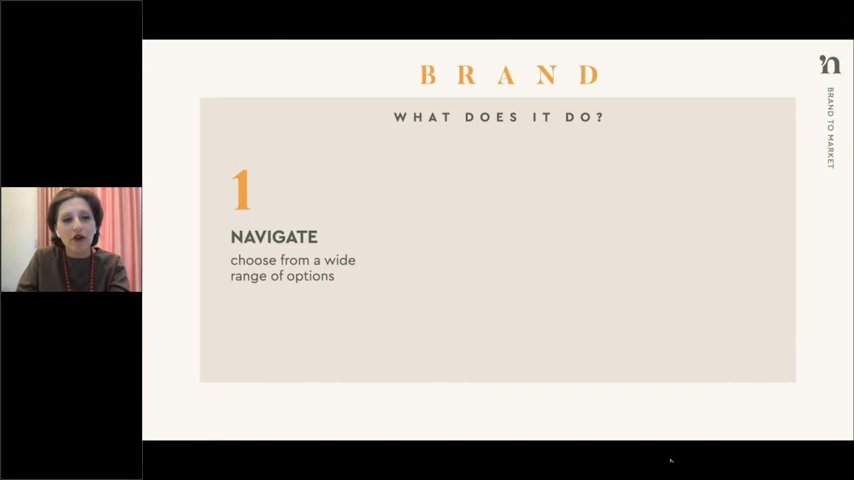 BRAND
WHAT DOES IT DO?
1
NAVIGATE
choose from a wide
range of options
'n
BRAND TO MARKET